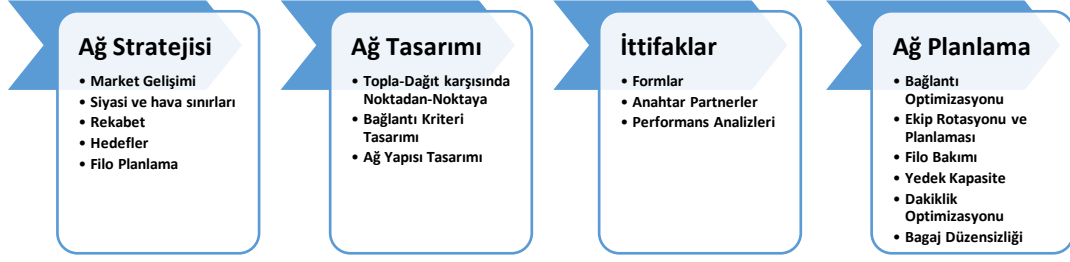 Ağ Stratejisi
• Market Gelişimi
• Siyasi ve hava sınırları
• Rekabet
• Hedefler
• Filo Planlama
Ağ Tasarımı
• Topla-Dağıt karşısında
Noktadan-Noktaya
• Bağlantı Kriteri
Tasarımı
• Ağ Yapısı Tasarımı
İttifaklar
• Formlar
• Anahtar Partnerler
• Performans Analizleri
Ağ Planlama
• Bağlantı
Optimizasyonu
• Ekip Rotasyonu ve
Planlaması
• Filo Bakımı
• Yedek Kapasite
• Dakiklik
Optimizasyonu
• Bagaj Düzensizliği